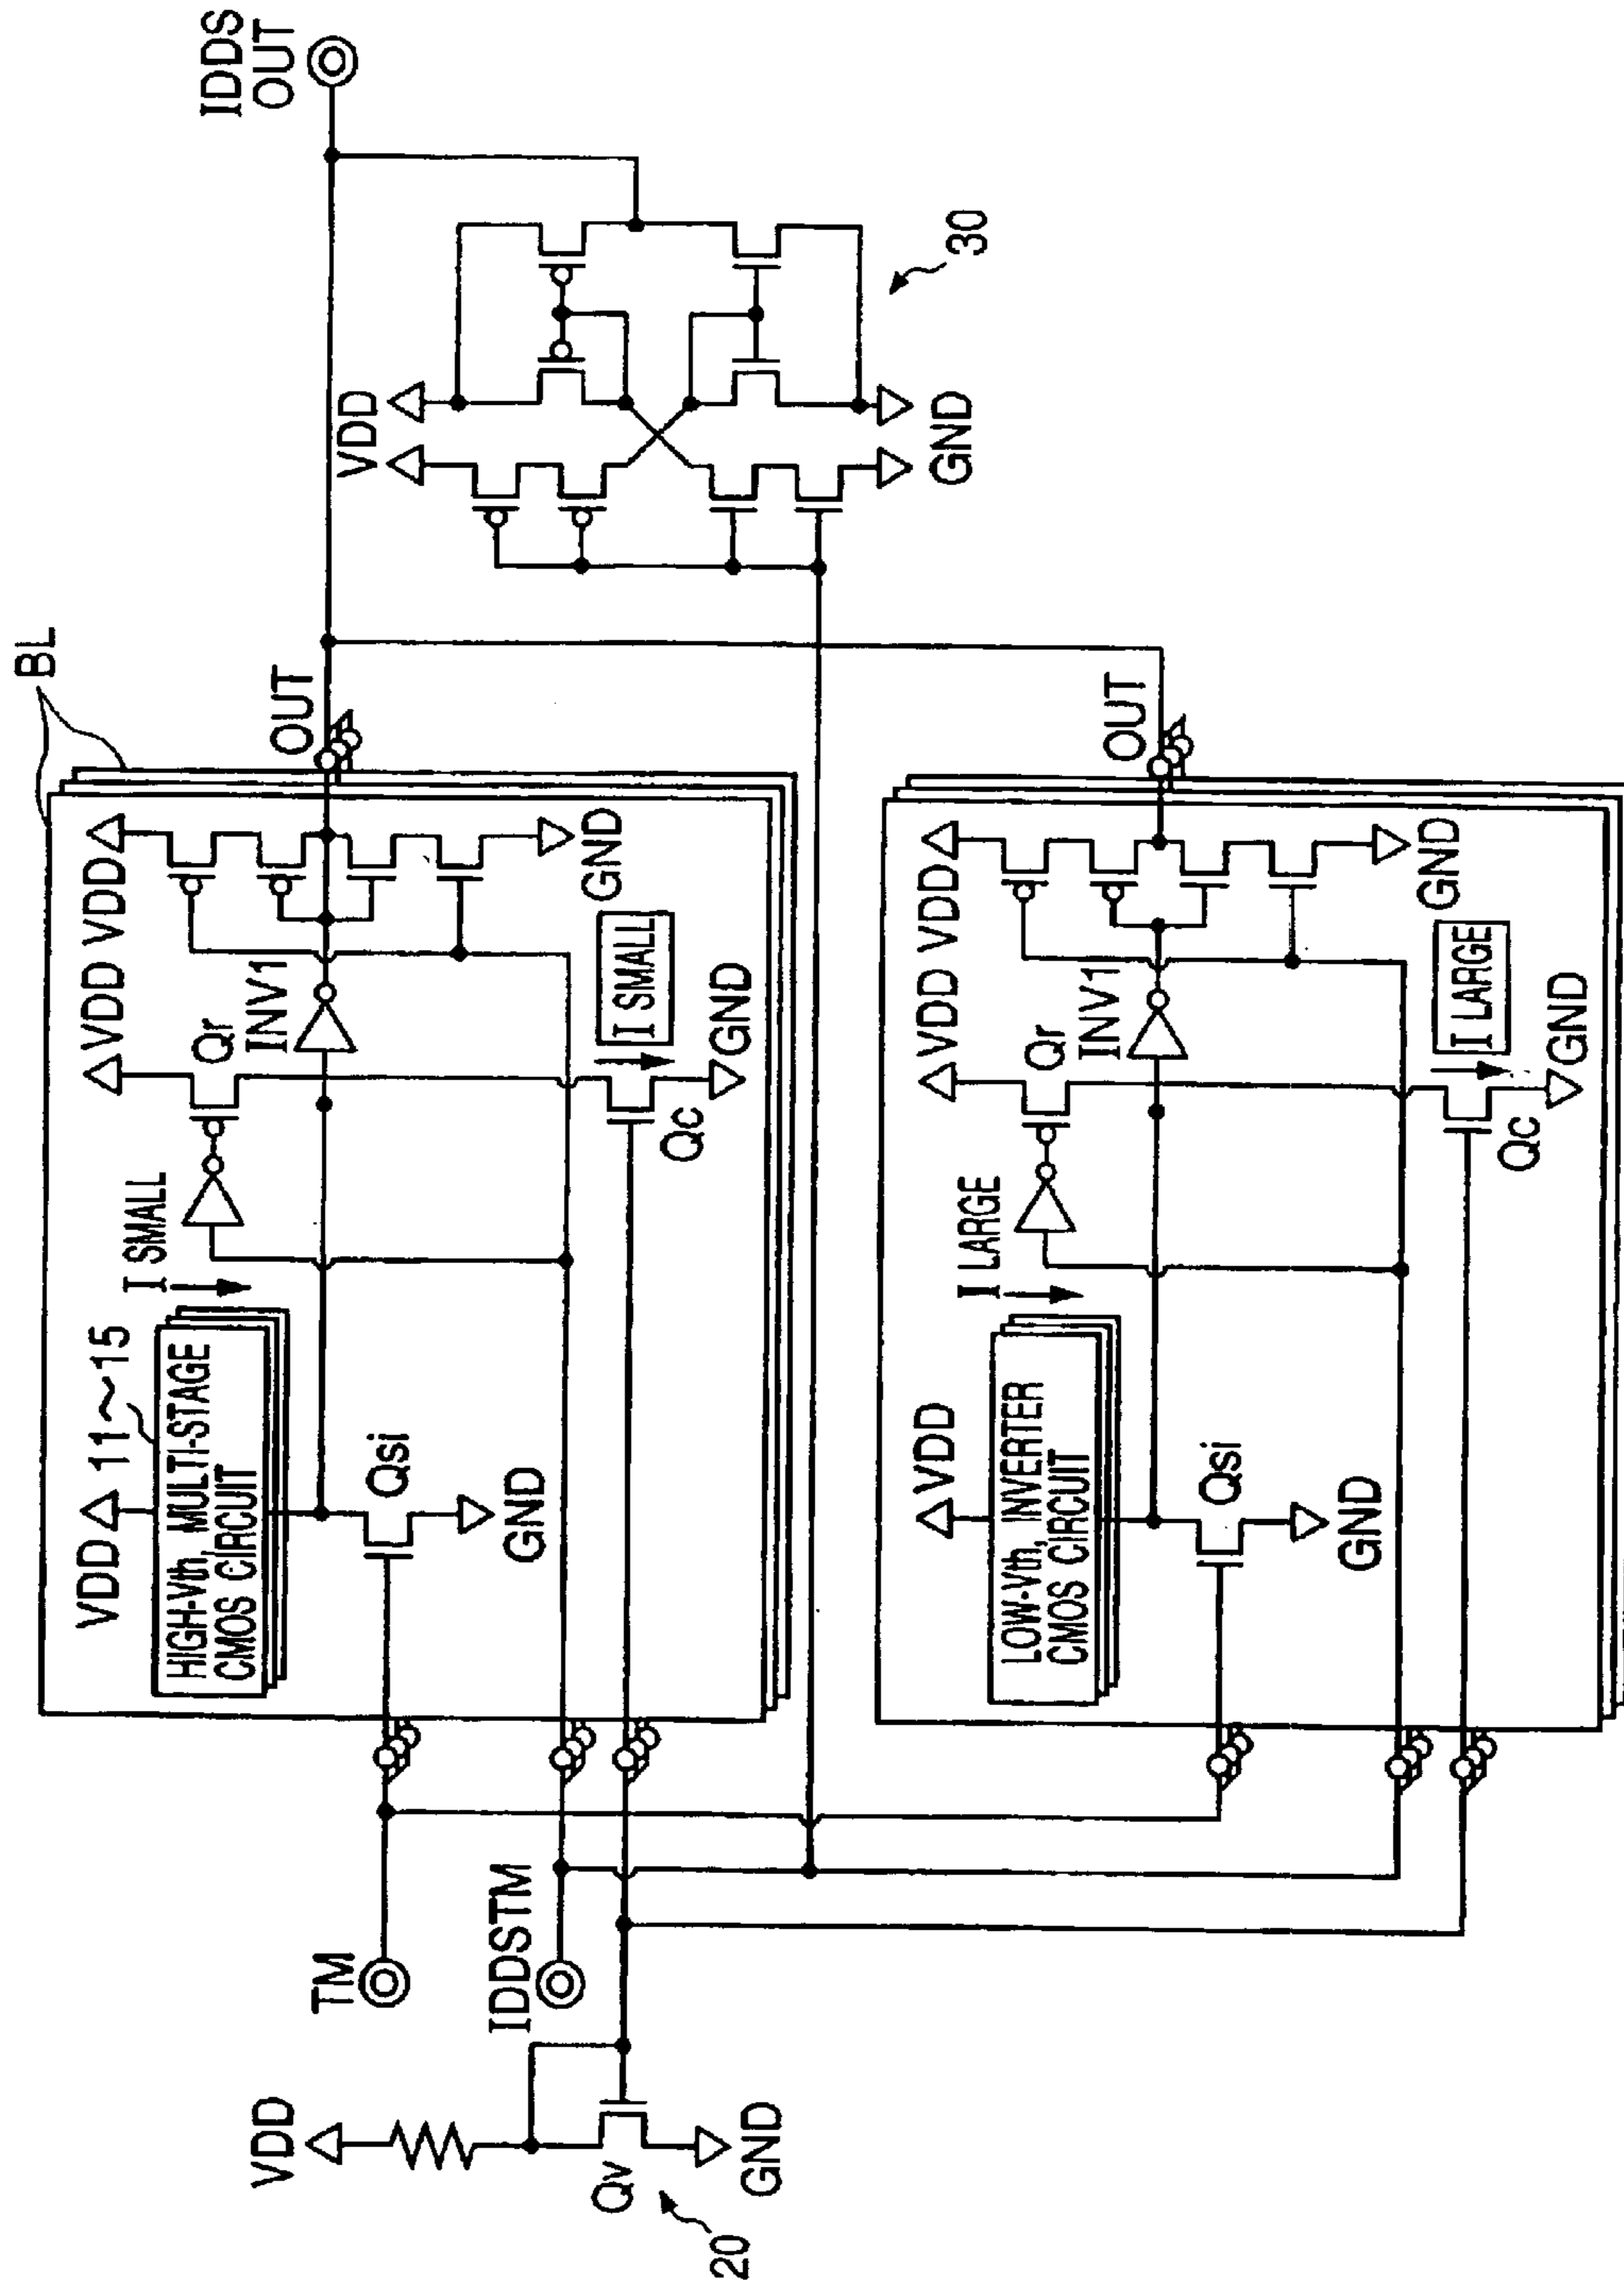 BL
VDD
11~15
HIGH-Vth, MULTI-STAGE
CMOS CIRCUIT
I SMALL
VDD
VDD
Qr
INV1
OUT
IDDS
OUT
Qsi
GND
GND
I SMALL
Qc
GND
TM
IDDSTM
VDD
Qv
GND
20
VDD
GND
30
VDD
LOW-Vth, INVERTER
CMOS CIRCUIT
I LARGE
VDD
VDD
Qr
INV1
OUT
Qsi
GND
GND
I LARGE
Qc
GND